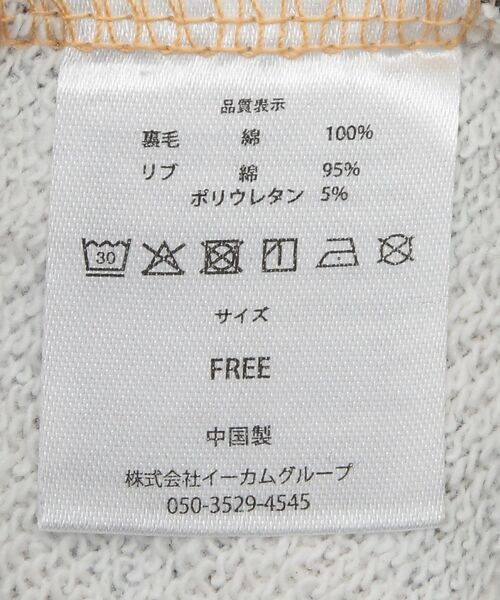 品質表示
裏毛 綿 100%
リブ 綿 95%
ポリウレタン 5%
30
サイズ
FREE
中国製
株式会社イーカムグループ
050-3529-4545